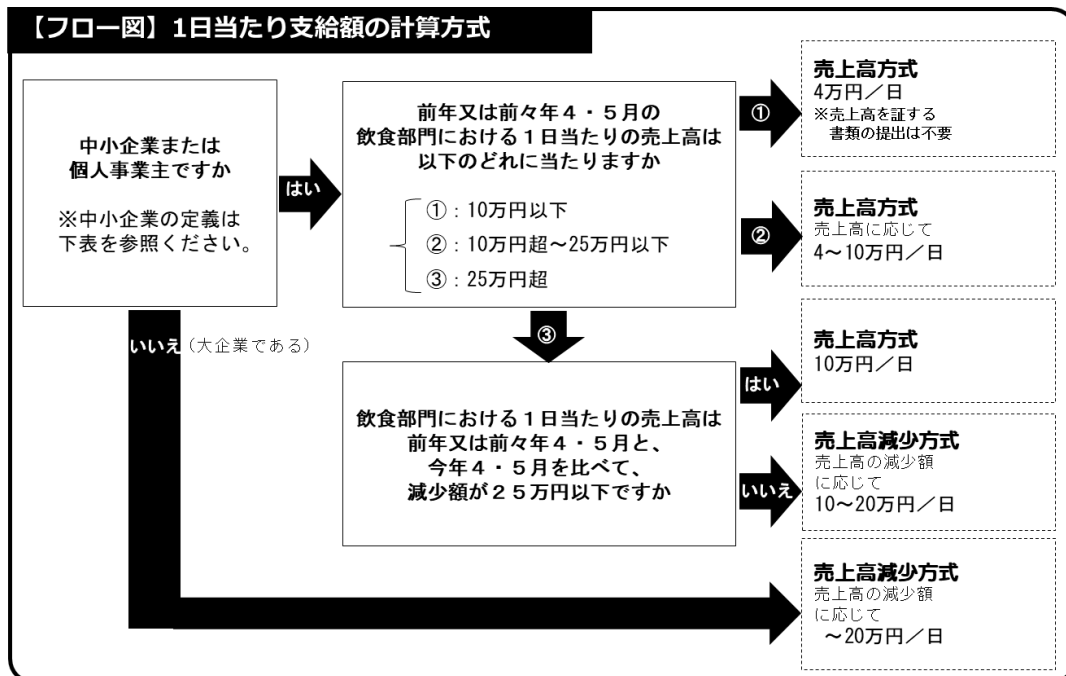 【フロー図】1日当たり支給額の計算方式
中小企業または
個人事業主ですか
※中小企業の定義は
下表を参照ください。
はい
前年又は前々年４・５月の
飲食部門における１日当たりの売上高は
以下のどれに当たりますか
①：10万円以下
②：10万円超～25万円以下
③：25万円超
①
売上高方式
4万円／日
※売上高を証する
書類の提出は不要
②
売上高方式
売上高に応じて
4～10万円／日
③
いいえ（大企業である）
飲食部門における１日当たりの売上高は
前年又は前々年４・５月と、
今年４・５月を比べて、
減少額が２５万円以下ですか
はい
売上高方式
10万円／日
いいえ
売上高減少方式
売上高の減少額
に応じて
10～20万円／日
売上高減少方式
売上高の減少額
に応じて
～20万円／日